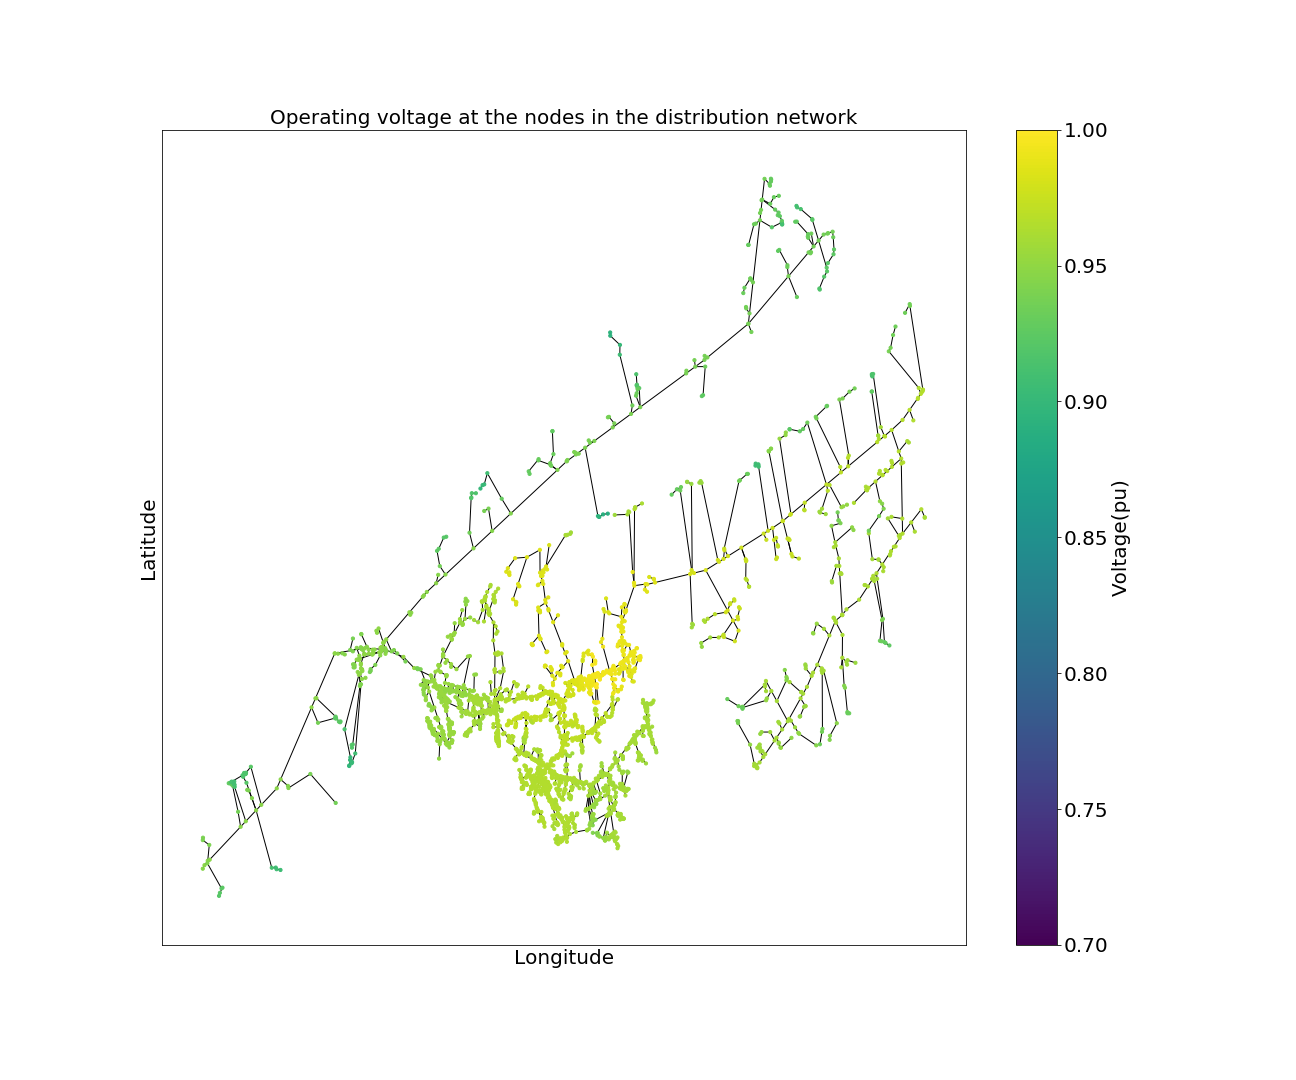 Operating voltage at the nodes in the distribution network
Latitude
Longitude
1.00
0.95
0.90
0.85
0.80
0.75
0.70
Voltage(pu)